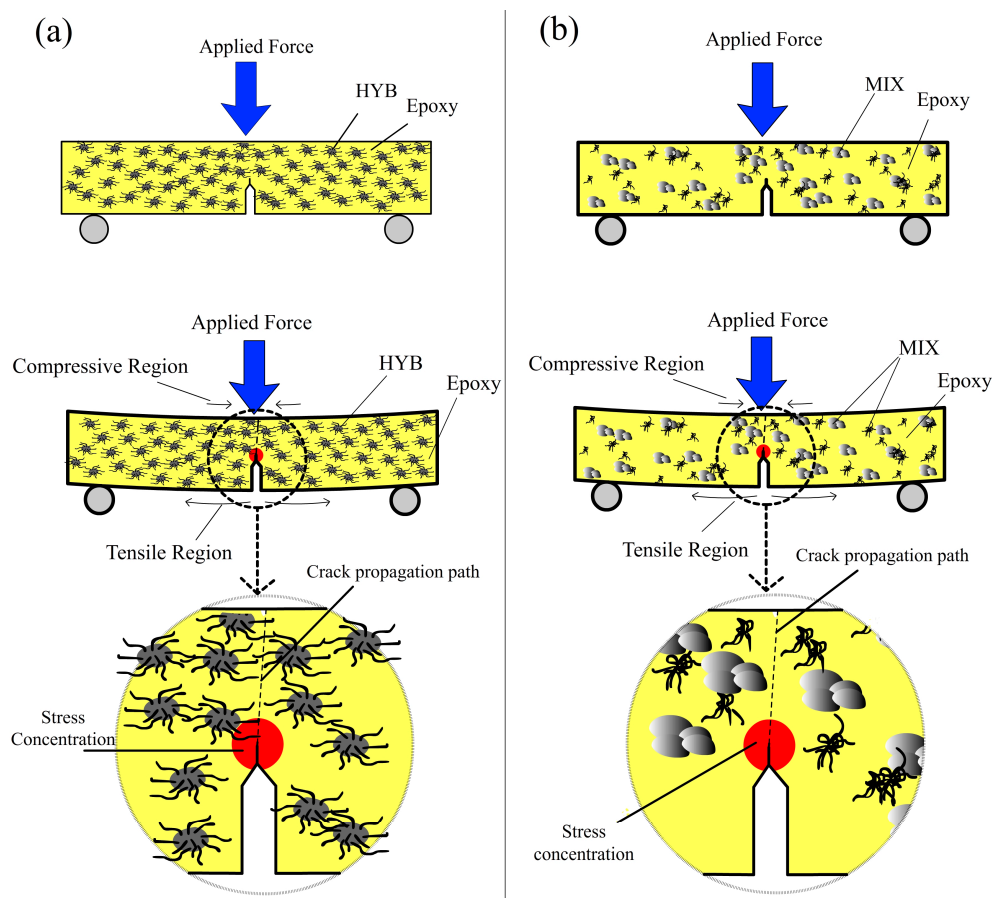 (a)
Applied Force
HYB
Epoxy
Applied Force
Compressive Region
HYB
Epoxy
Tensile Region
Crack propagation path
Stress
Concentration
(b)
Applied Force
MIX
Epoxy
Applied Force
Compressive Region
MIX
Epoxy
Tensile Region
Crack propagation path
Stress
concentration